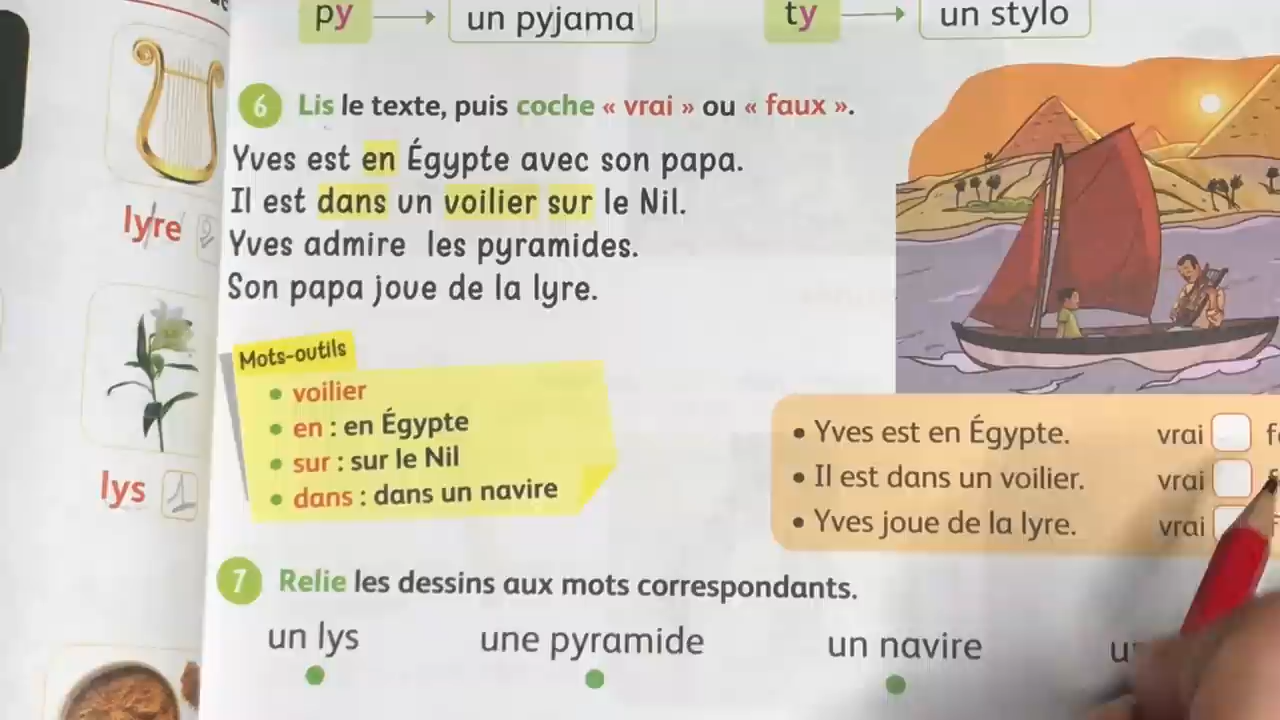 py
un pyjama
ty
un stylo
6 Lis le texte, puis coche « vrai » ou « faux ».
Yves est en Égypte avec son papa.
Il est dans un voilier sur le Nil.
Yves admire les pyramides.
Son papa joue de la lyre.
lyre 2
lys 1
Mots-outils
• voilier
• en : en Égypte
• sur : sur le Nil
• dans : dans un navire
• Yves est en Égypte. vrai
• Il est dans un voilier. vrai
• Yves joue de la lyre. vrai
7 Relie les dessins aux mots correspondants.
un lys
une pyramide
un navire